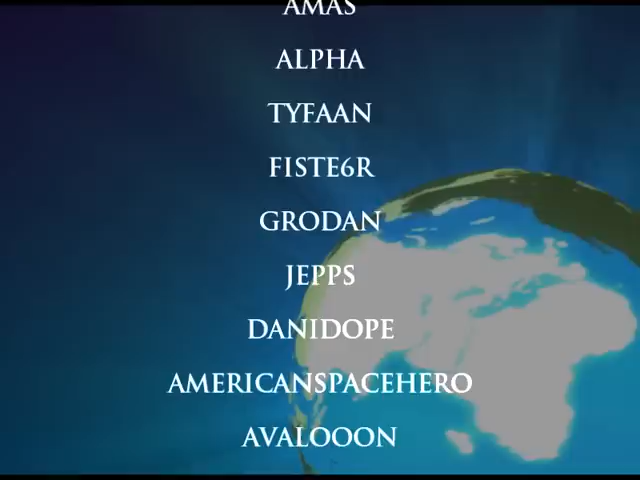 AMAS
ALPHA
TYFAAN
FISTE6R
GRODAN
JEPPS
DANIDOPE
AMERICANSPACEHERO
AVALOOON